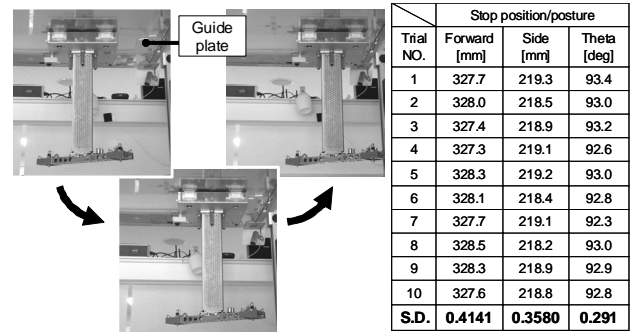 Guide
plate
Stop position/posture
Trial NO. Forward [mm] Side [mm] Theta [deg]
1 327.7 219.3 93.4
2 328.0 218.5 93.0
3 327.4 218.9 93.2
4 327.3 219.1 92.6
5 328.3 219.2 93.0
6 328.1 218.4 92.8
7 327.7 219.1 92.3
8 328.5 218.2 93.0
9 328.3 218.9 92.9
10 327.6 218.8 92.8
S.D. 0.4141 0.3580 0.291